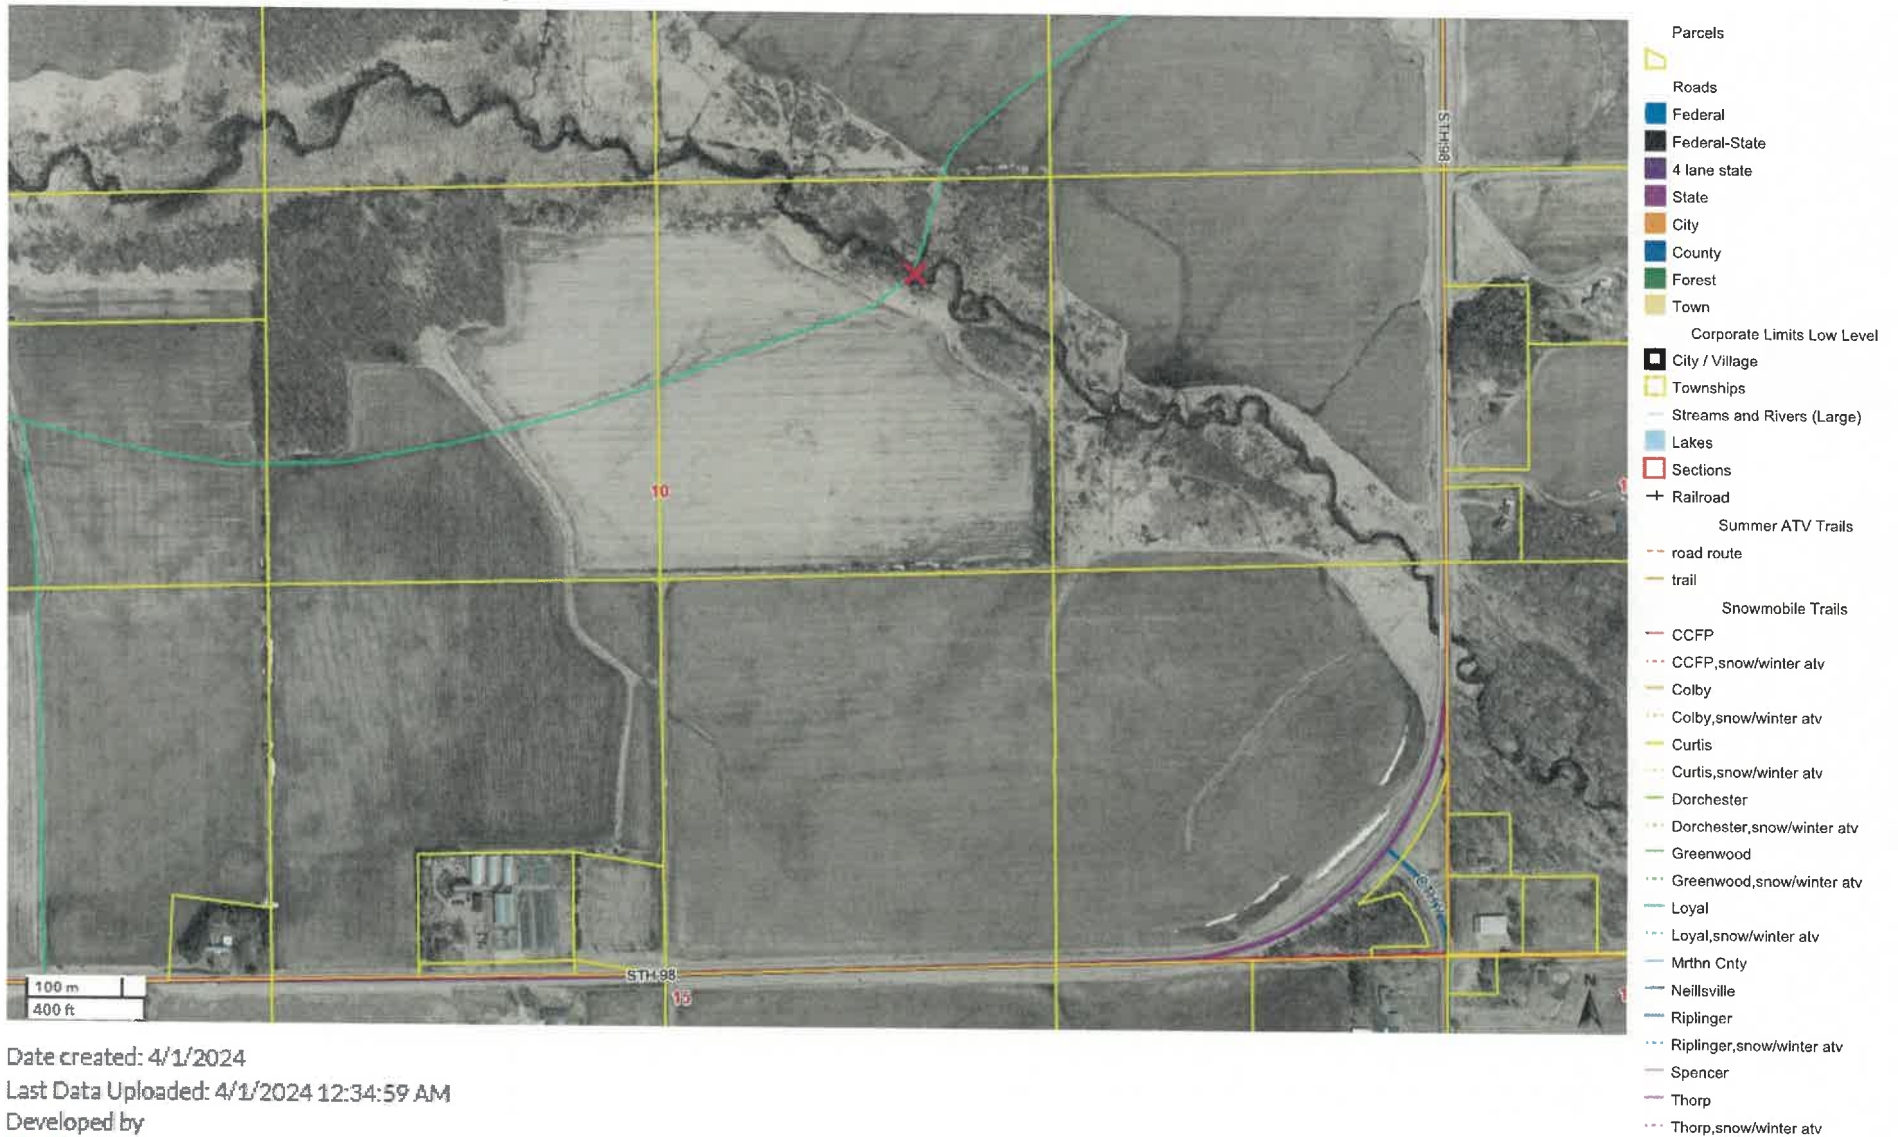 STH 98
10
STH 98
15
100 m
400 ft
N
Date created: 4/1/2024
Last Data Uploaded: 4/1/2024 12:34:59 AM
Developed by
Parcels
Roads
Federal
Federal-State
4 lane state
State
City
County
Forest
Town
Corporate Limits Low Level
City / Village
Townships
Streams and Rivers (Large)
Lakes
Sections
Railroad
Summer ATV Trails
road route
trail
Snowmobile Trails
CCFP
CCFP,snow/winter atv
Colby
Colby,snow/winter atv
Curtis
Curtis,snow/winter atv
Dorchester
Dorchester,snow/winter atv
Greenwood
Greenwood,snow/winter atv
Loyal
Loyal,snow/winter atv
Mrthn Cnty
Neillsville
Riplinger
Riplinger,snow/winter atv
Spencer
Thorp
Thorp,snow/winter atv